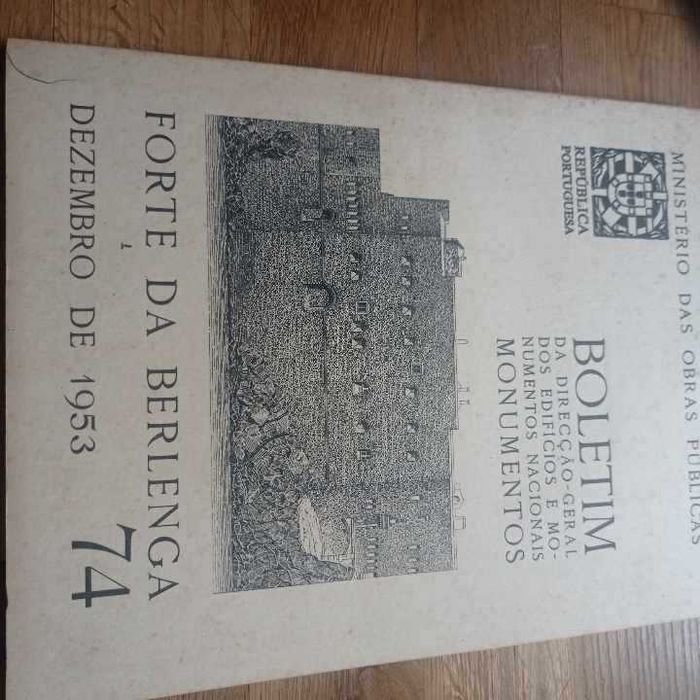 MINISTÉRIO DAS OBRAS PUBLICAS
REPÚBLICA
PORTUGUESA
BOLETIM
DA DIRECÇÃO-GERAL
DOS EDIFÍCIOS E MO-
NUMENTOS NACIONAIS
MONUMENTOS
FORTE DA BERLENGA
DEZEMBRO DE 1953
74